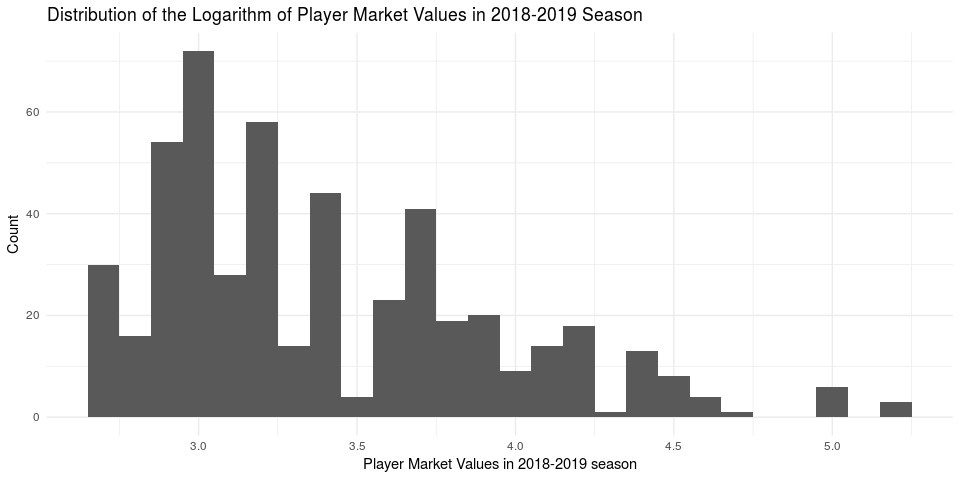 Distribution of the Logarithm of Player Market Values in 2018-2019 Season
60
40
20
0
Count
3.0 3.5 4.0 4.5 5.0
Player Market Values in 2018-2019 season